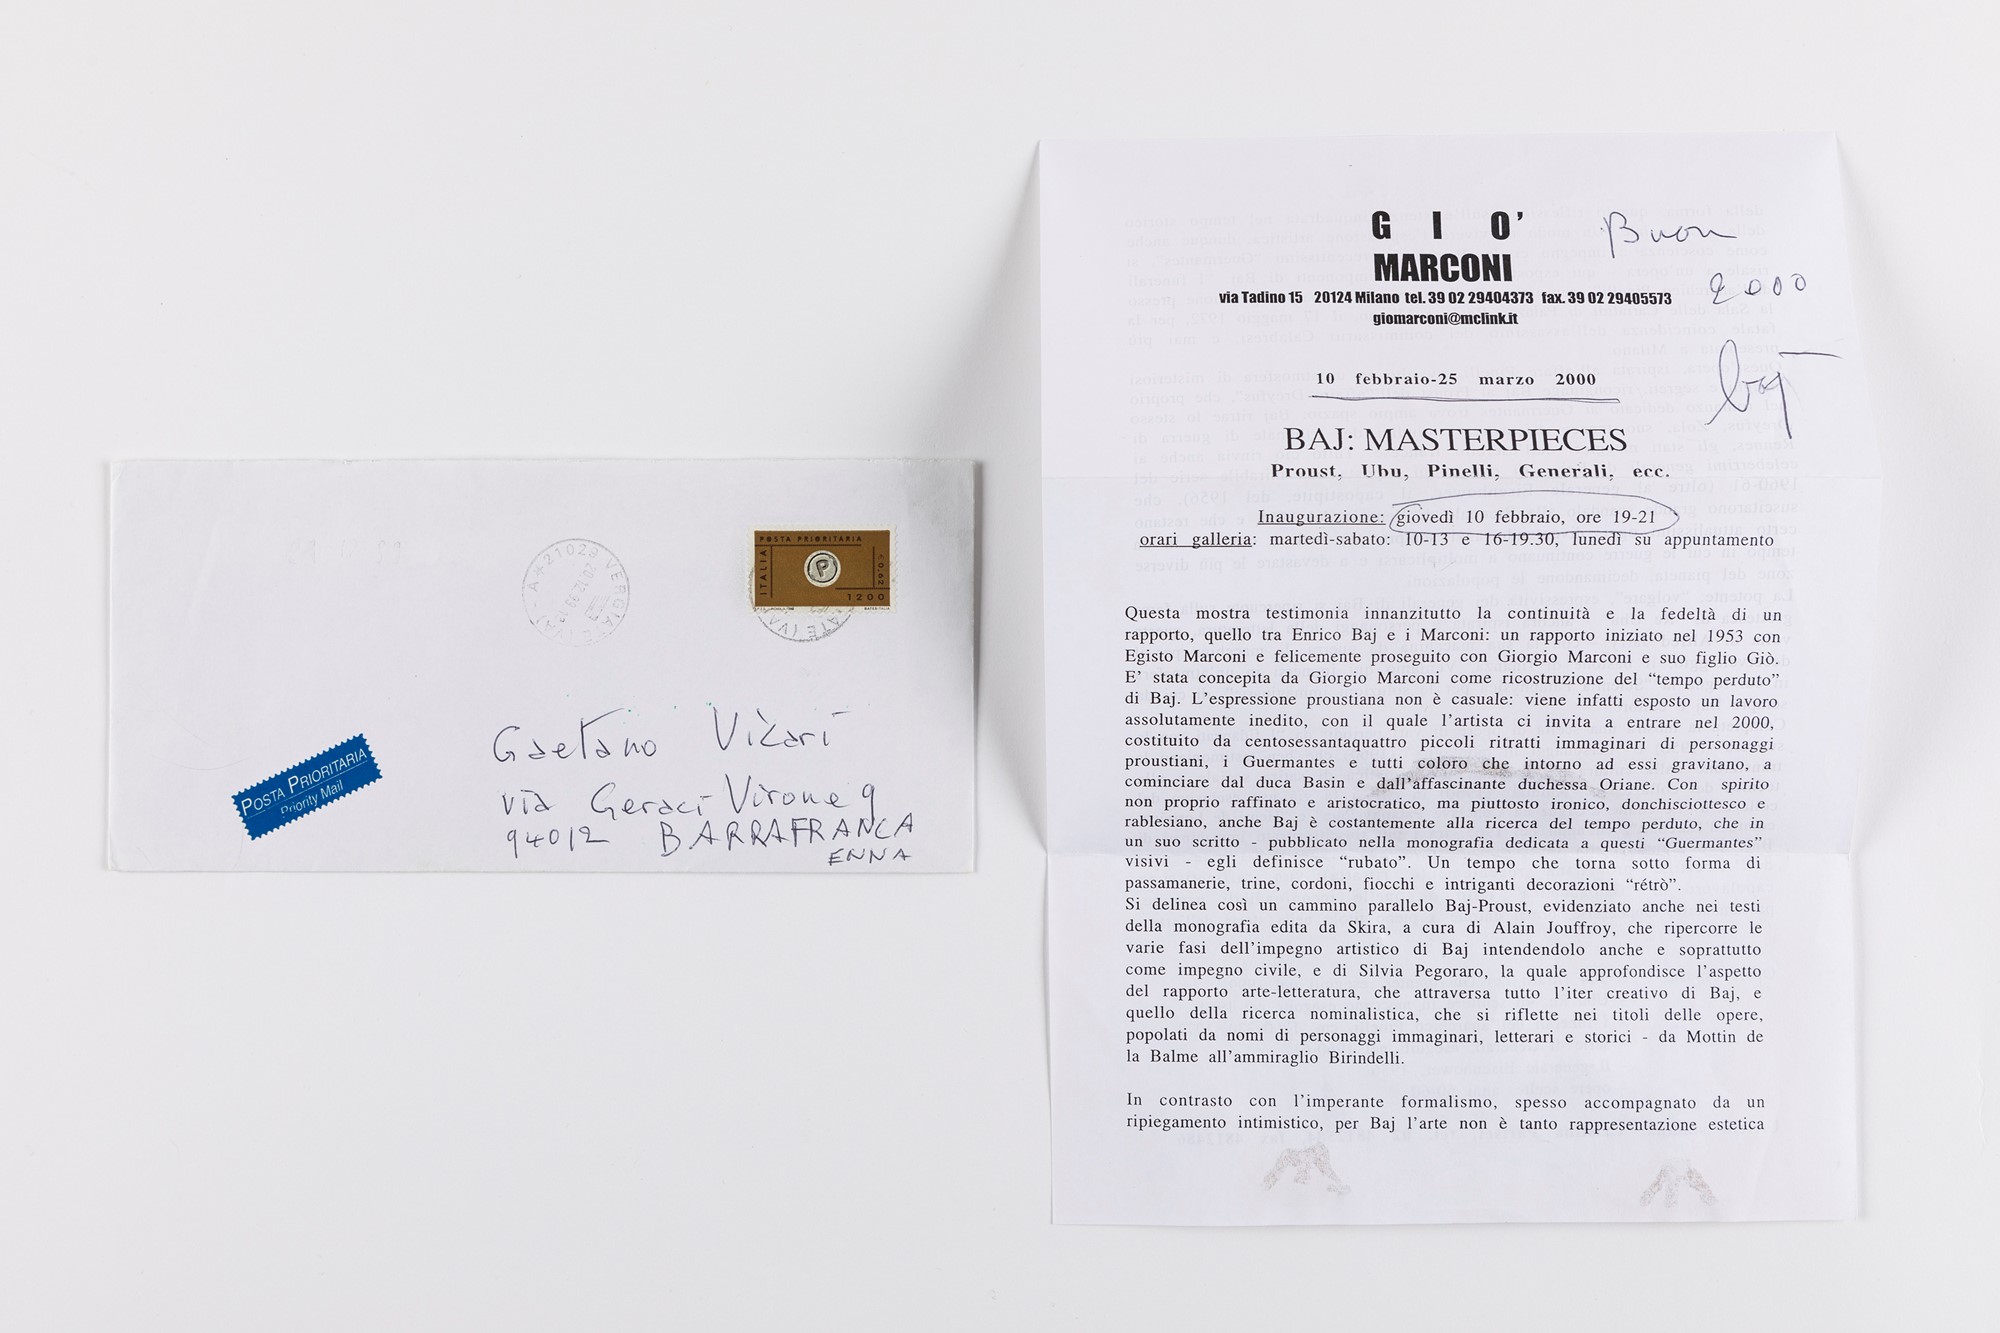 A * 21028 VERGIATE (VA)
20 12 99
POSTA PRIORITARIA
ITALIA
P
€ 0,62
1200
POSTA PRIORITARIA
Priority Mail
Gaetano Vicari
via Geraci Virone 9
94012 BARRAFRANCA
ENNA
GIO’
MARCONI
via Tadino 15 20124 Milano tel. 39 02 29404373 fax. 39 02 29405573
giomarconi@mclink.it
Buon
2000
baj
10 febbraio-25 marzo 2000
BAJ: MASTERPIECES
Proust, Ubu, Pinelli, Generali, ecc.
Inaugurazione: giovedì 10 febbraio, ore 19-21
orari galleria: martedì-sabato: 10-13 e 16-19.30, lunedì su appuntamento
Questa mostra testimonia innanzitutto la continuità e la fedeltà di un
rapporto, quello tra Enrico Baj e i Marconi: un rapporto iniziato nel 1953 con
Egisto Marconi e felicemente proseguito con Giorgio Marconi e suo figlio Giò.
E’ stata concepita da Giorgio Marconi come ricostruzione del “tempo perduto”
di Baj. L’espressione proustiana non è casuale: viene infatti esposto un lavoro
assolutamente inedito, con il quale l’artista ci invita a entrare nel 2000,
costituito da centosessantaquattro piccoli ritratti immaginari di personaggi
proustiani, i Guermantes e tutti coloro che intorno ad essi gravitano, a
cominciare dal duca Basin e dall’affascinante duchessa Oriane. Con spirito
non proprio raffinato e aristocratico, ma piuttosto ironico, donchisciottesco e
rablesiano, anche Baj è costantemente alla ricerca del tempo perduto, che in
un suo scritto - pubblicato nella monografia dedicata a questi “Guermantes”
visivi - egli definisce “rubato”. Un tempo che torna sotto forma di
passamanerie, trine, cordoni, fiocchi e intriganti decorazioni “rétrò”.
Si delinea così un cammino parallelo Baj-Proust, evidenziato anche nei testi
della monografia edita da Skira, a cura di Alain Jouffroy, che ripercorre le
varie fasi dell’impegno artistico di Baj intendendolo anche e soprattutto
come impegno civile, e di Silvia Pegoraro, la quale approfondisce l’aspetto
del rapporto arte-letteratura, che attraversa tutto l’iter creativo di Baj, e
quello della ricerca nominalistica, che si riflette nei titoli delle opere,
popolati da nomi di personaggi immaginari, letterari e storici - da Mottin de
la Balme all’ammiraglio Birindelli.
In contrasto con l’imperante formalismo, spesso accompagnato da un
ripiegamento intimistico, per Baj l’arte non è tanto rappresentazione estetica